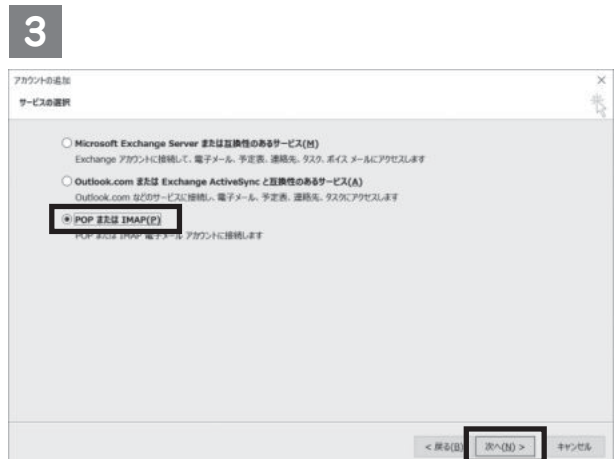 3
アカウントの追加
サービスの選択
Microsoft Exchange Server または互換性のあるサービス(M)
Exchange アカウントに接続して、電子メール、予定表、連絡先、タスク、ボイス メールにアクセスします
Outlook.com または Exchange ActiveSync と互換性のあるサービス(A)
Outlook.com などのサービスに接続し、電子メール、予定表、連絡先、タスクにアクセスします
POP または IMAP(P)
POP または IMAP 電子メール アカウントに接続します
< 戻る(B) 次へ(N) > キャンセル